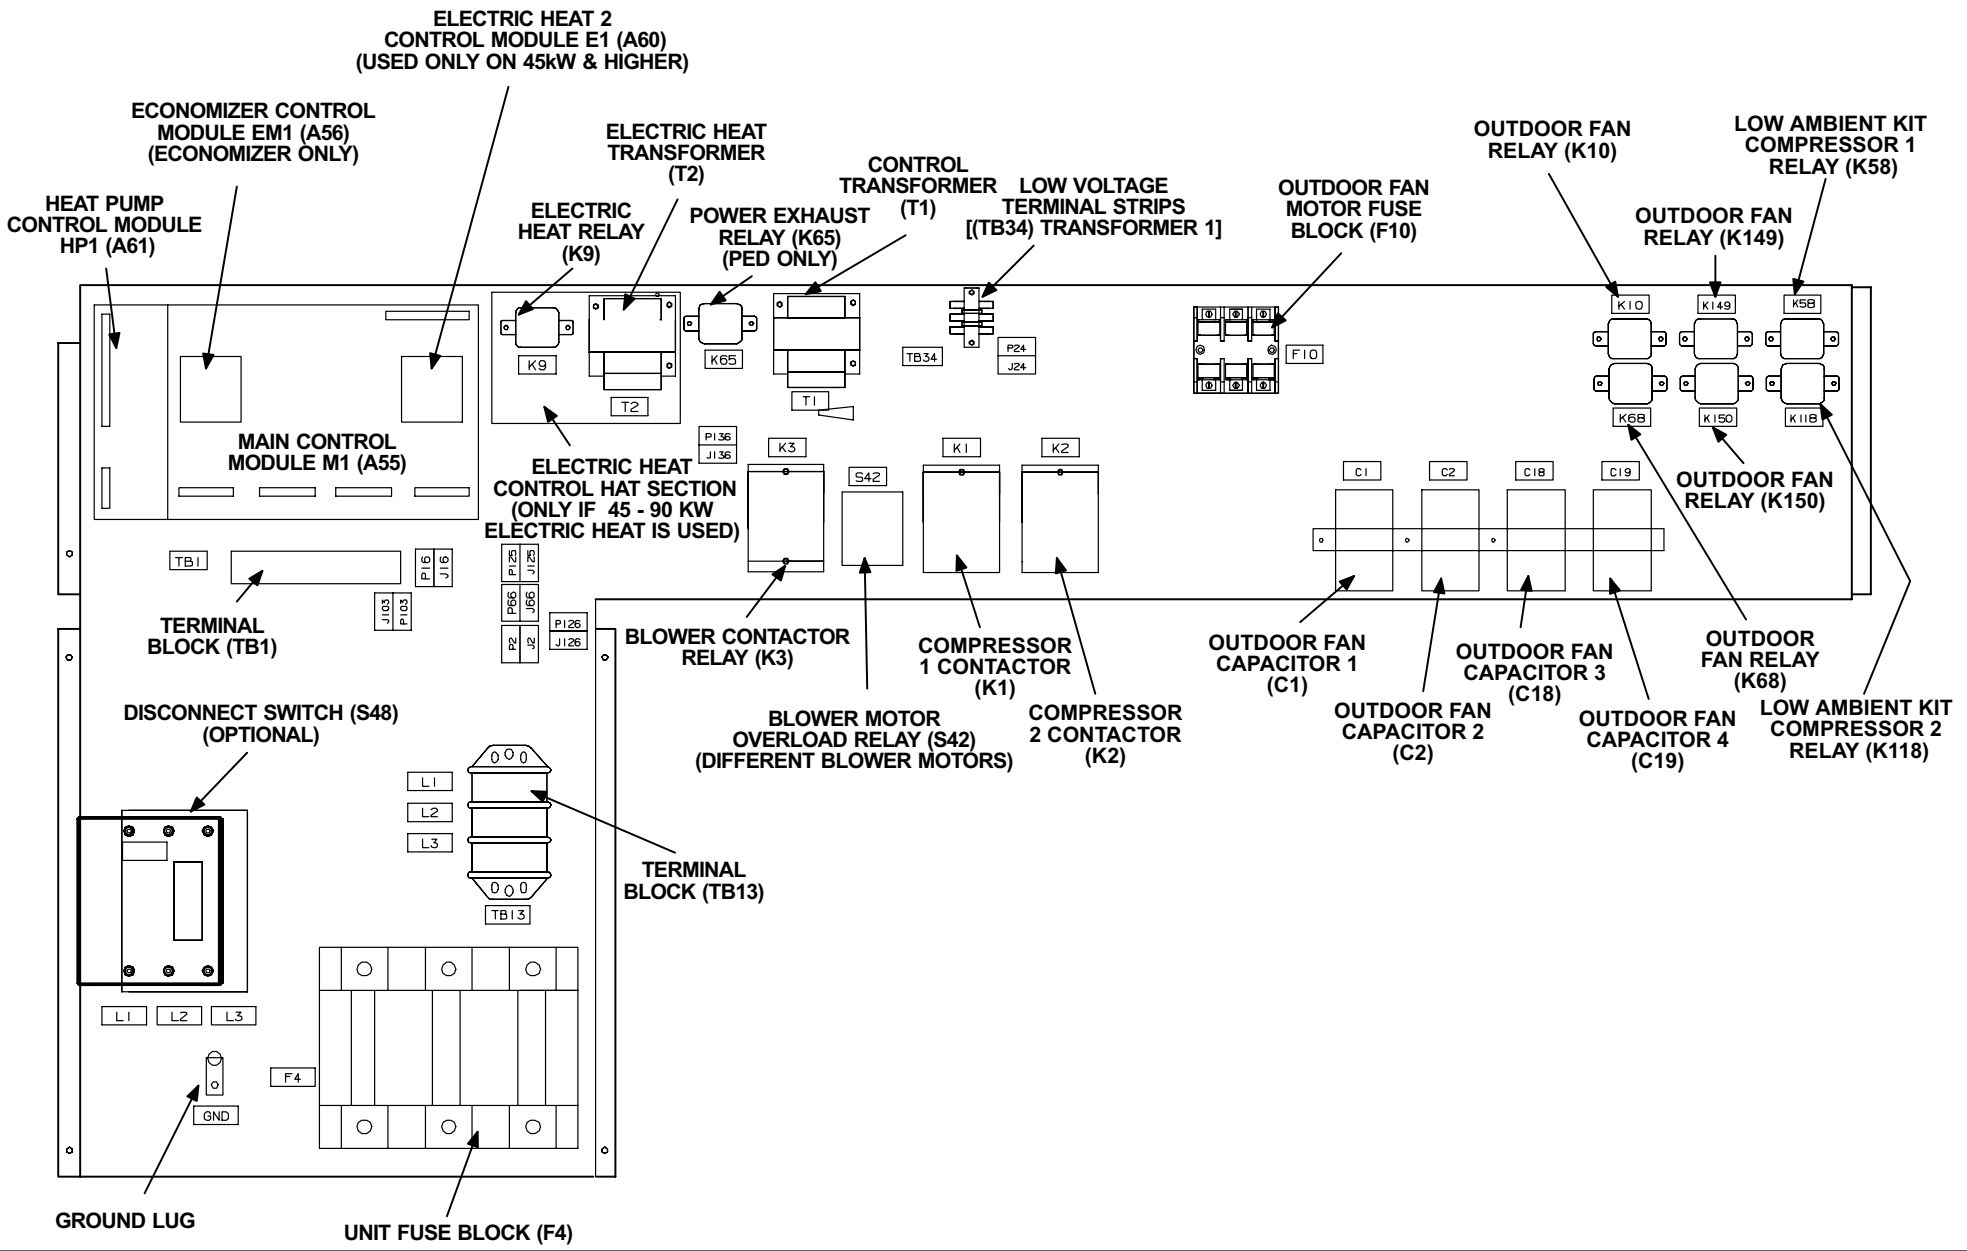 ELECTRIC HEAT 2
CONTROL MODULE E1 (A60)
(USED ONLY ON 45kW & HIGHER)
ECONOMIZER CONTROL
MODULE EM1 (A56)
(ECONOMIZER ONLY)
HEAT PUMP
CONTROL MODULE
HP1 (A61)
ELECTRIC HEAT
TRANSFORMER
(T2)
ELECTRIC
HEAT RELAY
(K9)
POWER EXHAUST
RELAY (K65)
(PED ONLY)
CONTROL
TRANSFORMER
(T1)
LOW VOLTAGE
TERMINAL STRIPS
[(TB34) TRANSFORMER 1]
OUTDOOR FAN
MOTOR FUSE
BLOCK (F10)
OUTDOOR FAN
RELAY (K10)
OUTDOOR FAN
RELAY (K149)
LOW AMBIENT KIT
COMPRESSOR 1
RELAY (K58)
K10
K149
K58
K9
T2
K65
T1
TB34
P24
J24
F10
K68
K150
K118
MAIN CONTROL
MODULE M1 (A55)
ELECTRIC HEAT
CONTROL HAT SECTION
(ONLY IF 45 - 90 KW
ELECTRIC HEAT IS USED)
P136
J136
K3
S42
K1
K2
C1
C2
C18
C19
OUTDOOR FAN
RELAY (K150)
TB1
P16
J16
P125
J125
J103
P103
P66
J66
P2
J2
P126
J126
TERMINAL
BLOCK (TB1)
BLOWER CONTACTOR
RELAY (K3)
COMPRESSOR
1 CONTACTOR
(K1)
OUTDOOR FAN
CAPACITOR 1
(C1)
OUTDOOR FAN
CAPACITOR 3
(C18)
OUTDOOR
FAN RELAY
(K68)
DISCONNECT SWITCH (S48)
(OPTIONAL)
BLOWER MOTOR
OVERLOAD RELAY (S42)
(DIFFERENT BLOWER MOTORS)
COMPRESSOR
2 CONTACTOR
(K2)
OUTDOOR FAN
CAPACITOR 2
(C2)
OUTDOOR FAN
CAPACITOR 4
(C19)
LOW AMBIENT KIT
COMPRESSOR 2
RELAY (K118)
L1
L2
L3
TERMINAL
BLOCK (TB13)
TB13
L1
L2
L3
F4
GND
GROUND LUG
UNIT FUSE BLOCK (F4)